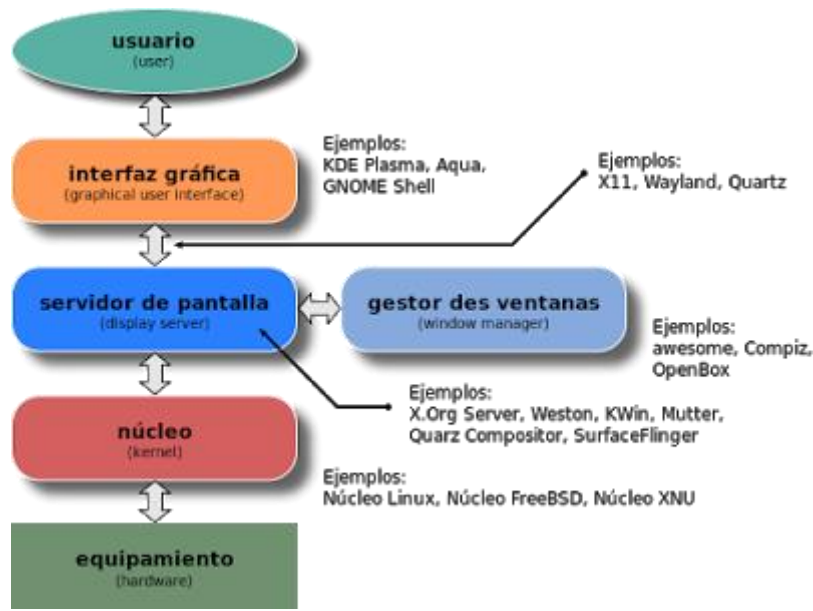 usuario
(user)
interfaz gráfica
(graphical user interface)
Ejemplos:
KDE Plasma, Aqua,
GNOME Shell
Ejemplos:
X11, Wayland, Quartz
servidor de pantalla
(display server)
gestor des ventanas
(window manager)
Ejemplos:
awesome, Compiz,
OpenBox
Ejemplos:
X.Org Server, Weston, KWin, Mutter,
Quarz Compositor, SurfaceFlinger
núcleo
(kernel)
Ejemplos:
Núcleo Linux, Núcleo FreeBSD, Núcleo XNU
equipamiento
(hardware)